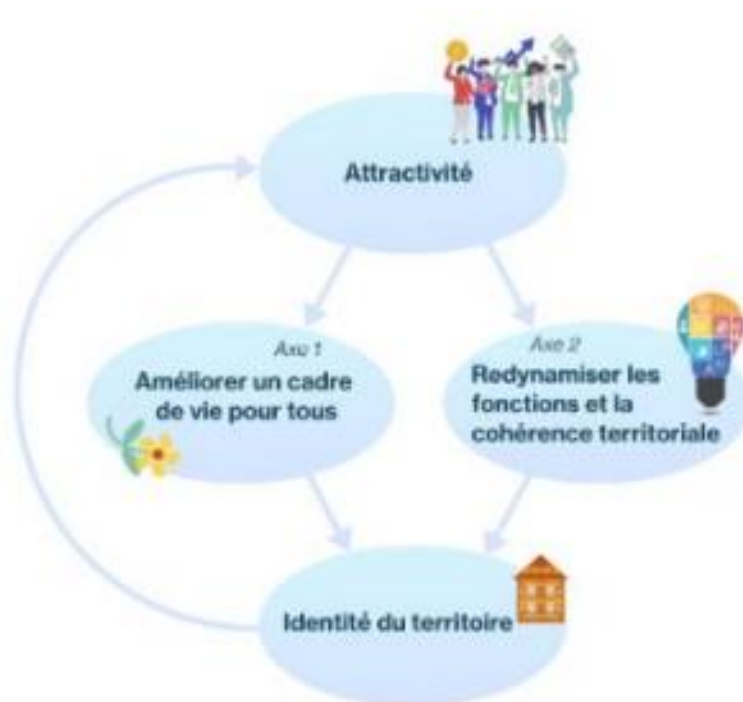 Attractivité
Axe 1
Améliorer un cadre
de vie pour tous
Axe 2
Redynamiser les
fonctions et la
cohérence territoriale
Identité du territoire